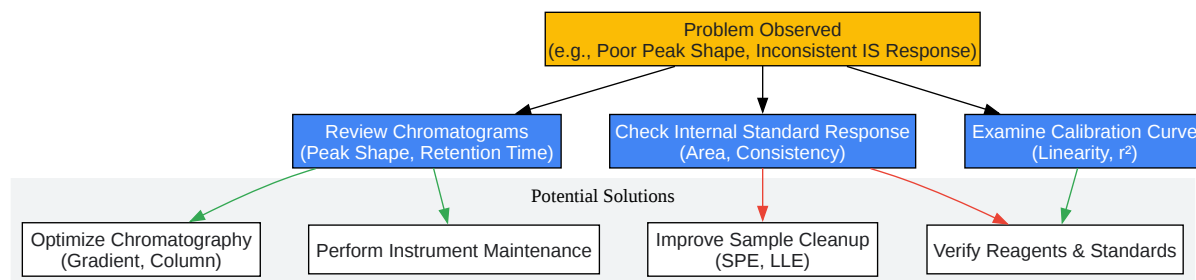 Problem Observed
(e.g., Poor Peak Shape, Inconsistent IS Response)
Review Chromatograms
(Peak Shape, Retention Time)
Check Internal Standard Response
(Area, Consistency)
Examine Calibration Curve
(Linearity, r²)
Potential Solutions
Optimize Chromatography
(Gradient, Column)
Perform Instrument Maintenance
Improve Sample Cleanup
(SPE, LLE)
Verify Reagents & Standards